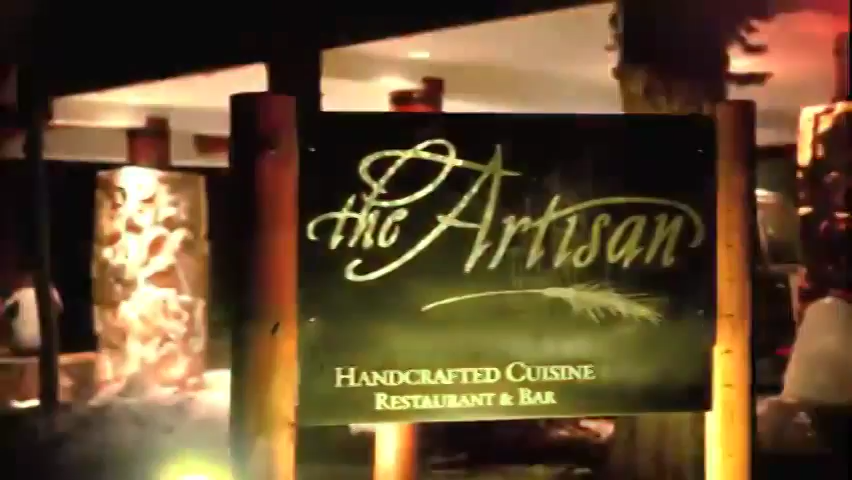 the Artisan
HANDCRAFTED CUISINE
RESTAURANT & BAR